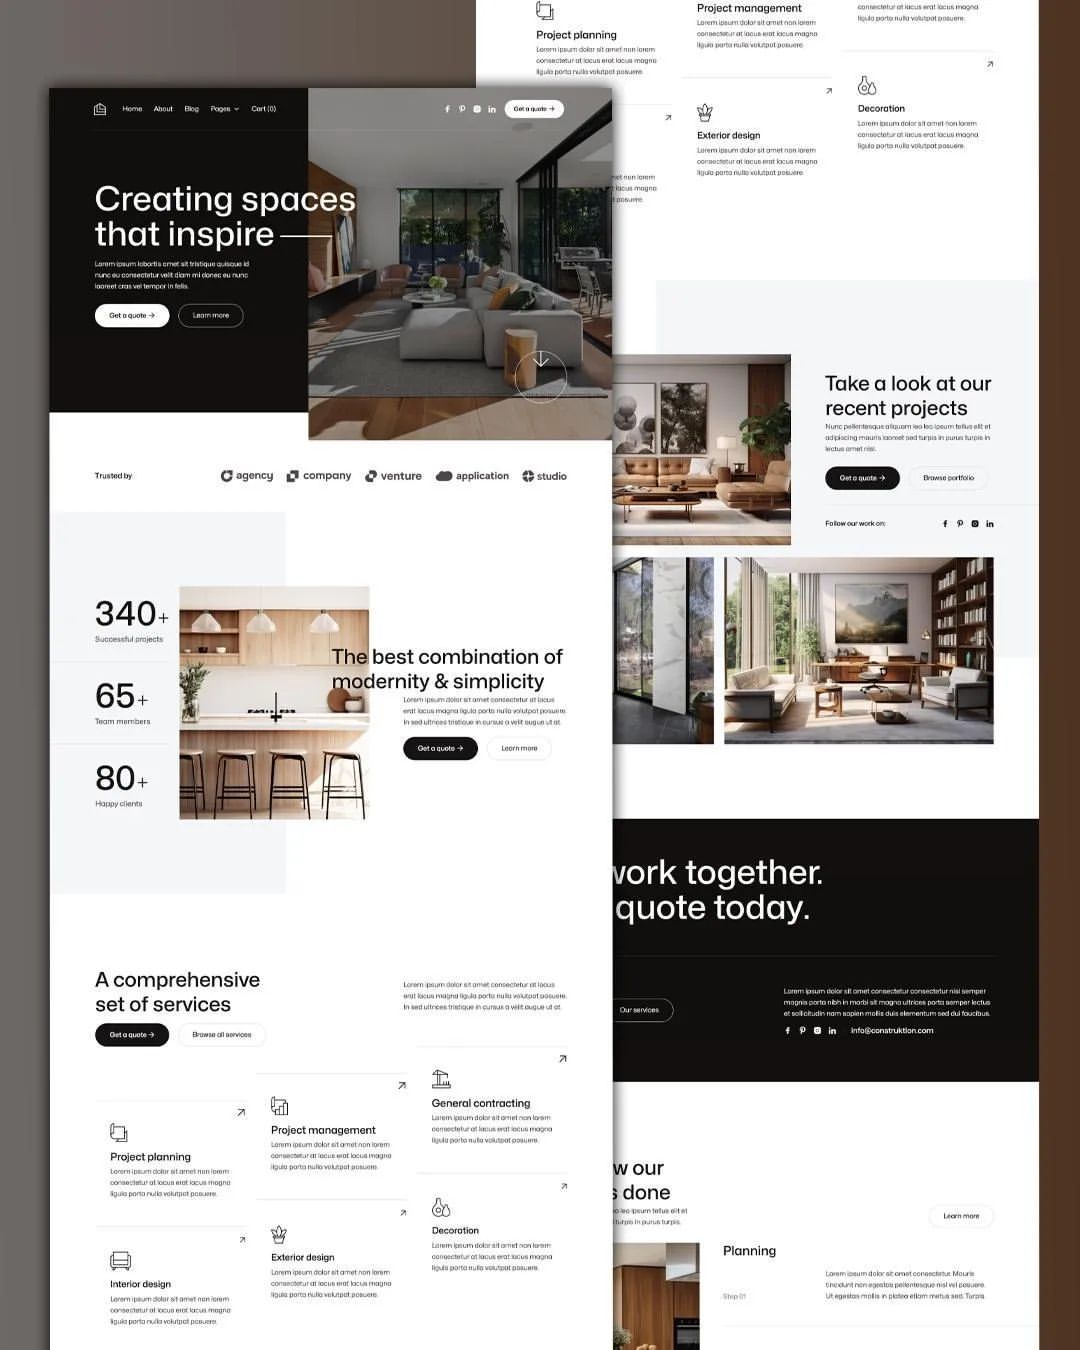 Home About Blog Pages Cart (0)
Get a quote →
Creating spaces
that inspire
Lorem ipsum lobortis amet sit tristique quisque id
nunc eu consectetur velit diam mi donec eu nunc
laoreet cras vel tempor in felis.
Get a quote → Learn more
Trusted by
agency company venture application studio
340+
Successful projects
65+
Team members
80+
Happy clients
The best combination of
modernity & simplicity
Lorem ipsum dolor sit amet consectetur at lacus
erat lacus magna ligula porta nulla volutpat posuere.
In sed ultrices tristique in cursus a velit augue ut at.
Get a quote → Learn more
A comprehensive
set of services
Get a quote → Browse all services
Lorem ipsum dolor sit amet consectetur at lacus
erat lacus magna ligula porta nulla volutpat posuere.
In sed ultrices tristique in cursus a velit augue ut at.
Project planning
Lorem ipsum dolor sit amet non lorem
consectetur at lacus amet lacus magna
ligula porta nulla volutpat posuere.
Project management
Lorem ipsum dolor sit amet non lorem
consectetur at lacus amet lacus magna
ligula porta nulla volutpat posuere.
General contracting
Lorem ipsum dolor sit amet non lorem
consectetur at lacus amet lacus magna
ligula porta nulla volutpat posuere.
Interior design
Lorem ipsum dolor sit amet non lorem
consectetur at lacus amet lacus magna
ligula porta nulla volutpat posuere.
Exterior design
Lorem ipsum dolor sit amet non lorem
consectetur at lacus amet lacus magna
ligula porta nulla volutpat posuere.
Decoration
Lorem ipsum dolor sit amet non lorem
consectetur at lacus amet lacus magna
ligula porta nulla volutpat posuere.
Project planning
Lorem ipsum dolor sit amet non lorem
consectetur at lacus amet lacus magna
ligula porta nulla volutpat posuere.
Project management
Lorem ipsum dolor sit amet non lorem
consectetur at lacus amet lacus magna
ligula porta nulla volutpat posuere.
consectetur at lacus amet lacus magna
ligula porta nulla volutpat posuere.
non lorem
lacus magna
posuere.
Exterior design
Lorem ipsum dolor sit amet non lorem
consectetur at lacus amet lacus magna
ligula porta nulla volutpat posuere.
Decoration
Lorem ipsum dolor sit amet non lorem
consectetur at lacus amet lacus magna
ligula porta nulla volutpat posuere.
Take a look at our
recent projects
Nunc pellentesque aliquam leo leo ipsum tellus elit et
adipiscing mauris laoreet sed turpis in purus turpis in
lectus amet nisi.
Get a quote → Browse portfolio
Follow our work on:
work together.
quote today.
Our services
Lorem ipsum dolor sit amet consectetur consectetur nisi semper
magna porta nibh in morbi sit magna ultrices porta semper lectus
et sollicitudin nam sapien mollis duis elementum sed dui faucibus.
info@construktion.com
w our
s done
leo ipsum tellus elit et
turpis in purus turpis.
Learn more
Planning
Step 01
Lorem ipsum dolor sit amet consectetur. Mauris
tincidunt non egestas pellentesque nisl vel posuere.
Ut egestas mollis in platea etiam metus sed. Turpis.